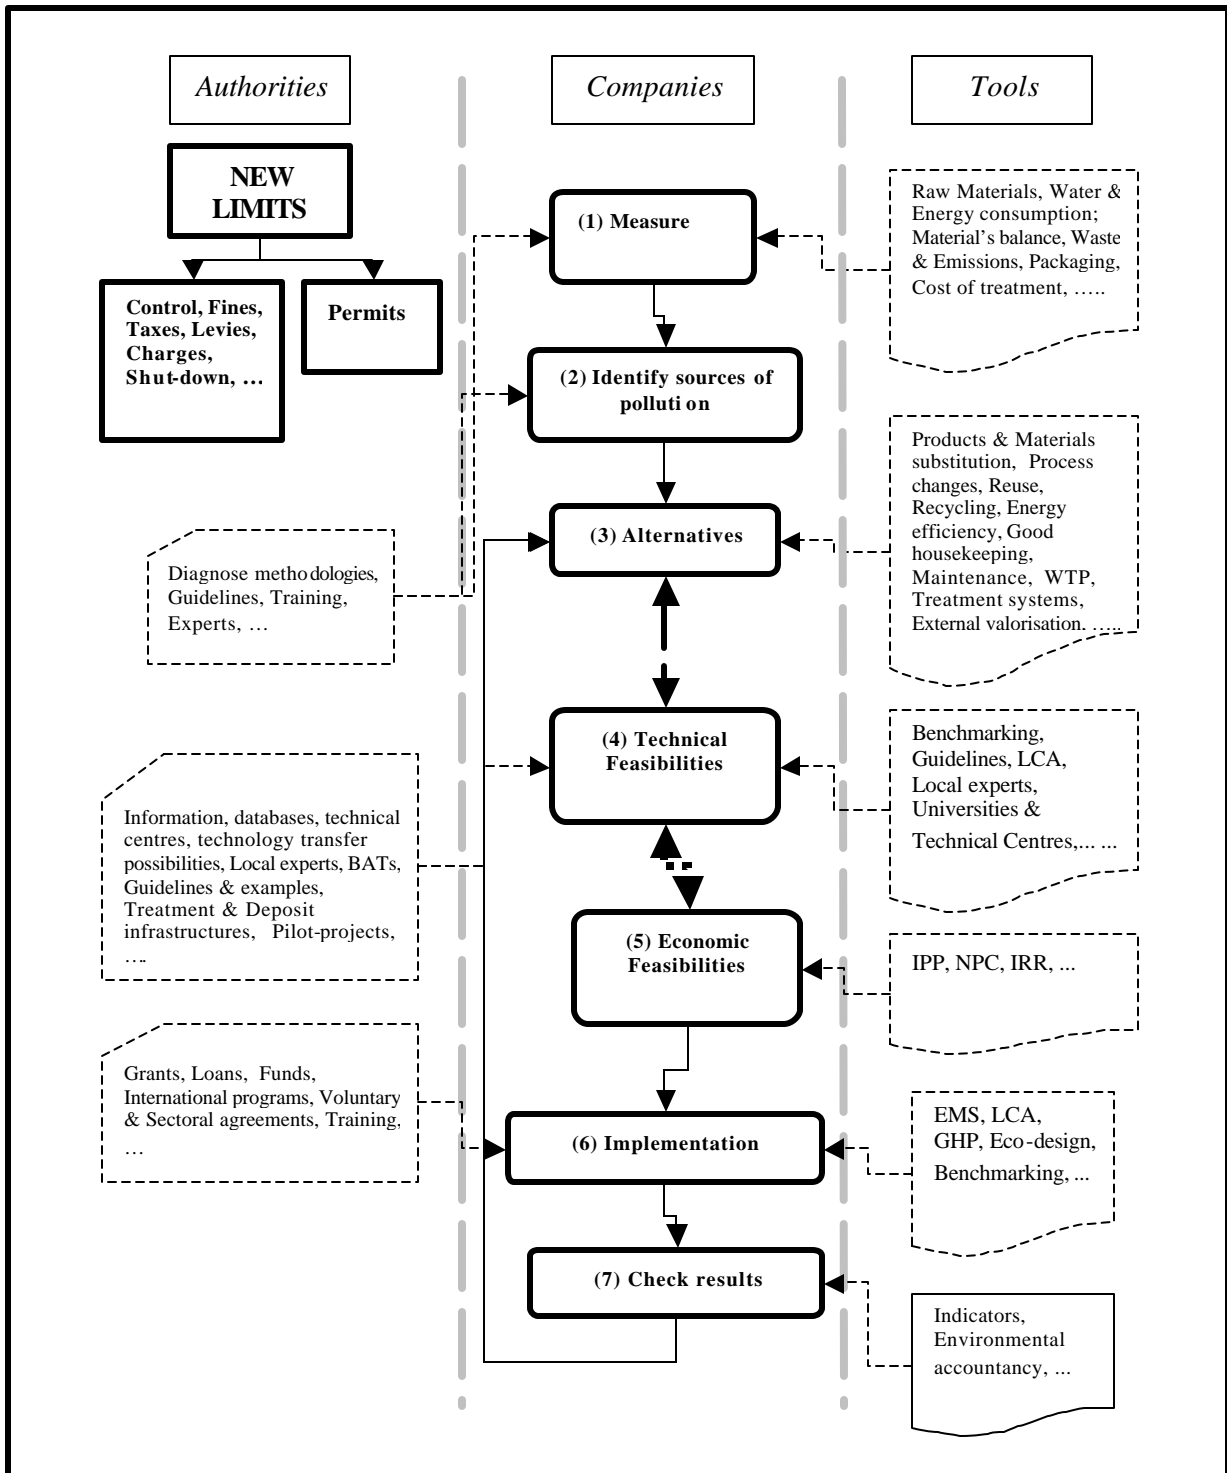 Authorities
Companies
Tools
NEW
LIMITS
Control, Fines,
Taxes, Levies,
Charges,
Shut-down, …
Permits
Diagnose methodologies,
Guidelines, Training,
Experts, …
Information, databases, technical
centres, technology transfer
possibilities, Local experts, BATs,
Guidelines & examples,
Treatment & Deposit
infrastructures, Pilot-projects,
….
Grants, Loans, Funds,
International programs, Voluntary
& Sectoral agreements, Training,
…
(1) Measure
(2) Identify sources of
pollution
(3) Alternatives
(4) Technical
Feasibilities
(5) Economic
Feasibilities
(6) Implementation
(7) Check results
Raw Materials, Water &
Energy consumption;
Material’s balance, Waste
& Emissions, Packaging,
Cost of treatment, …..
Products & Materials
substitution, Process
changes, Reuse,
Recycling, Energy
efficiency, Good
housekeeping,
Maintenance, WTP,
Treatment systems,
External valorisation, …..
Benchmarking,
Guidelines, LCA,
Local experts,
Universities &
Technical Centres,... ...
IPP, NPC, IRR, ...
EMS, LCA,
GHP, Eco-design,
Benchmarking, ...
Indicators,
Environmental
accountancy, ...